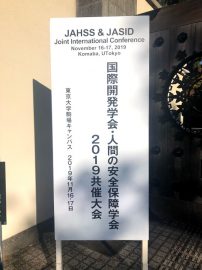 JAHSS & JASID
Joint International Conference
November 16-17, 2019
Komaba, UTokyo
国際開発学会・人間の安全保障学会
2019共催大会
東京大学駒場キャンパス 2019年11月16・17日